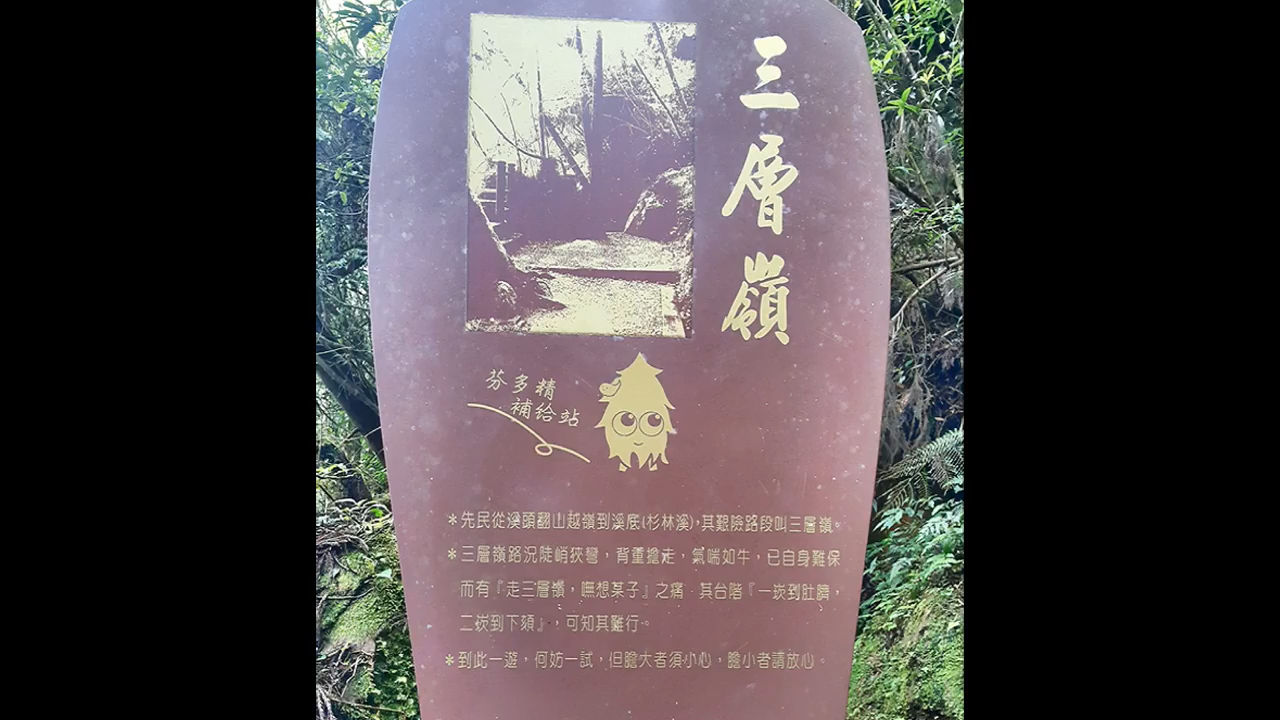 三層嶺
芬多精
補給站
＊先民從溪頭翻山越嶺到溪底(杉林溪)，其艱險路段叫三層嶺。
＊三層嶺路況陡峭狹彎，背重擔走，氣喘如牛，已自身難保
而有『走三層嶺，嘸想某子』之痛 其台階『一崁到肚臍，
二崁到下頦』，可知其難行。
＊到此一遊，何妨一試，但膽大者須小心，膽小者請放心。